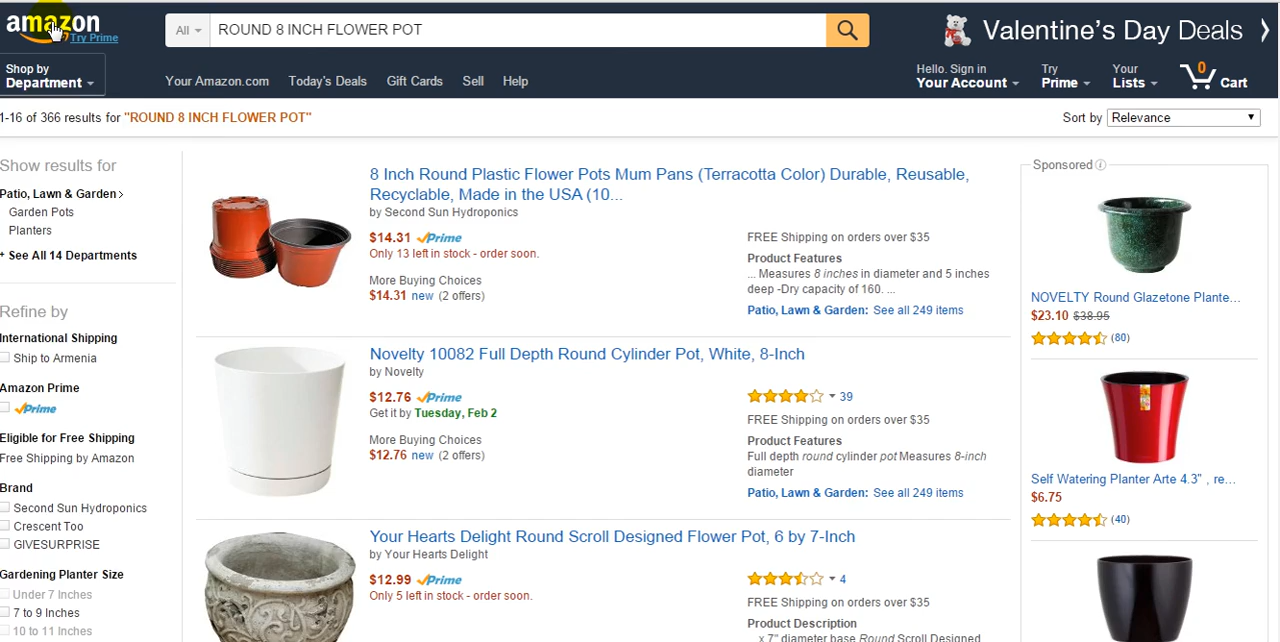 amazon
Try Prime
All
ROUND 8 INCH FLOWER POT
Valentine's Day Deals
Shop by
Department
Your Amazon.com
Today's Deals
Gift Cards
Sell
Help
Hello. Sign in
Your Account
Try
Prime
Your
Lists
0
Cart
1-16 of 366 results for "ROUND 8 INCH FLOWER POT"
Sort by
Relevance
Show results for
Patio, Lawn & Garden
Garden Pots
Planters
+ See All 14 Departments
Refine by
International Shipping
Ship to Armenia
Amazon Prime
Prime
Eligible for Free Shipping
Free Shipping by Amazon
Brand
Second Sun Hydroponics
Crescent Too
GIVESURPRISE
Gardening Planter Size
Under 7 Inches
7 to 9 Inches
10 to 11 Inches
8 Inch Round Plastic Flower Pots Mum Pans (Terracotta Color) Durable, Reusable,
Recyclable, Made in the USA (10...
by Second Sun Hydroponics
$14.31 Prime
Only 13 left in stock - order soon.
More Buying Choices
$14.31 new (2 offers)
FREE Shipping on orders over $35
Product Features
... Measures 8 inches in diameter and 5 inches
deep -Dry capacity of 160. ...
Patio, Lawn & Garden: See all 249 items
Novelty 10082 Full Depth Round Cylinder Pot, White, 8-Inch
by Novelty
$12.76 Prime
Get it by Tuesday, Feb 2
More Buying Choices
$12.76 new (2 offers)
39
FREE Shipping on orders over $35
Product Features
Full depth round cylinder pot Measures 8-inch
diameter
Patio, Lawn & Garden: See all 249 items
Your Hearts Delight Round Scroll Designed Flower Pot, 6 by 7-Inch
by Your Hearts Delight
$12.99 Prime
Only 5 left in stock - order soon.
4
FREE Shipping on orders over $35
Product Description
... x 7" diameter base Round Scroll Designed
Sponsored
NOVELTY Round Glazetone Plante...
$23.10 $38.95
(80)
Self Watering Planter Arte 4.3" , re...
$6.75
(40)